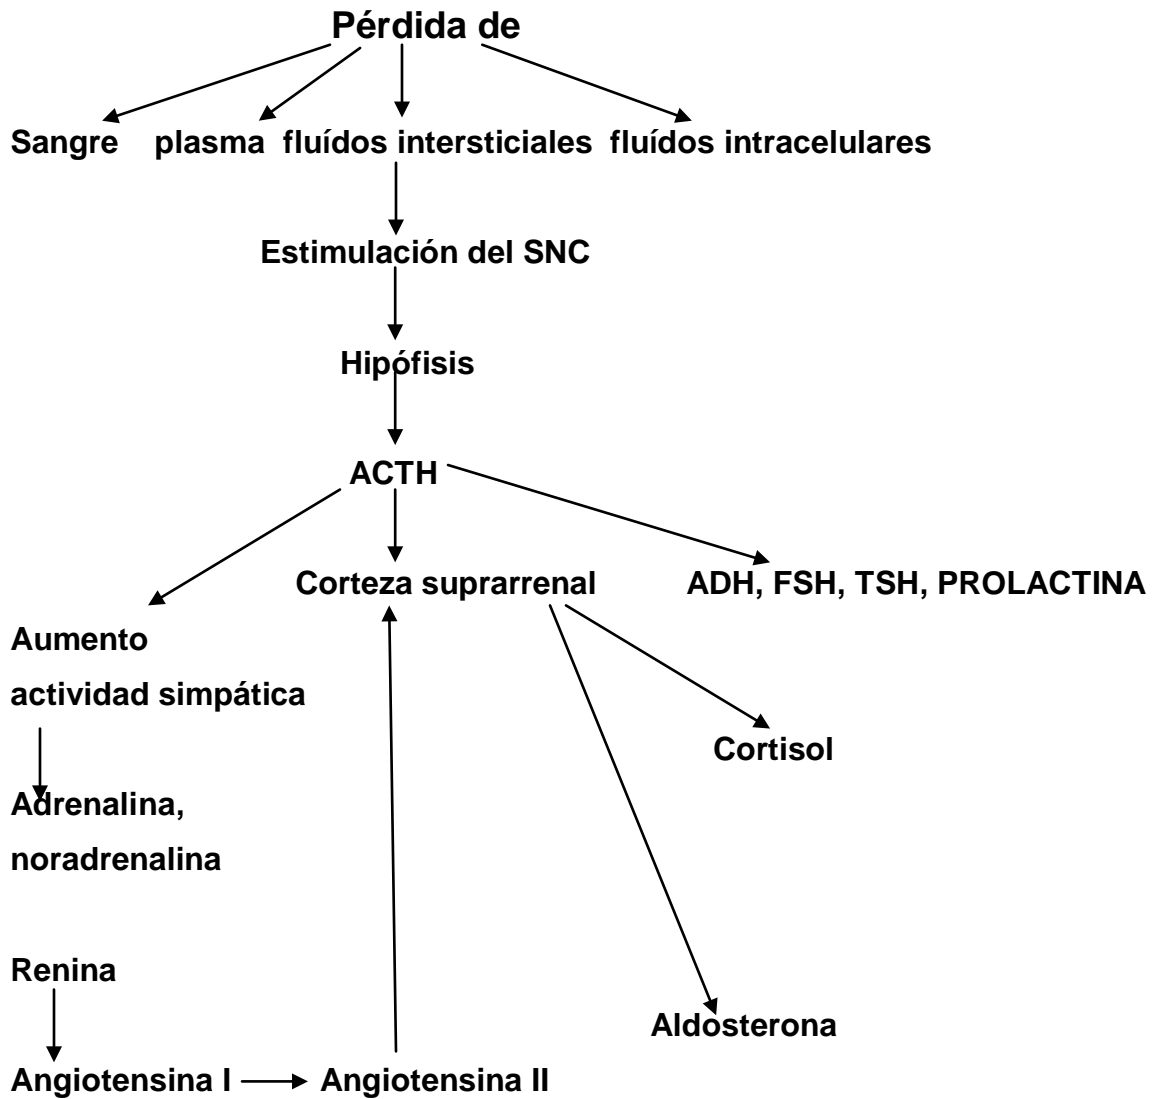 Pérdida de
Sangre plasma fluídos intersticiales fluídos intracelulares
Estimulación del SNC
Hipófisis
ACTH
Corteza suprarrenal ADH, FSH, TSH, PROLACTINA
Aumento
actividad simpática
Cortisol
Adrenalina,
noradrenalina
Renina
Aldosterona
Angiotensina I Angiotensina II